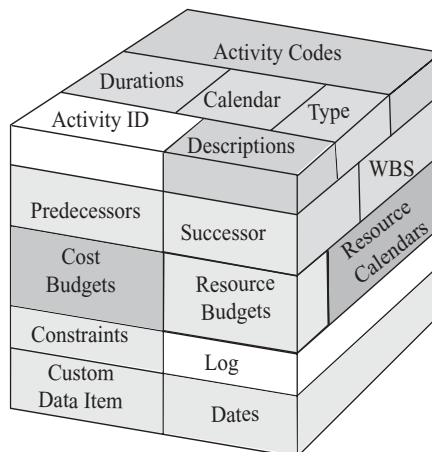 Activity Codes
Durations
Calendar
Type
Activity ID
Descriptions
WBS
Predecessors
Successor
Resource
Calendars
Cost
Budgets
Resource
Budgets
Constraints
Log
Custom
Data Item
Dates